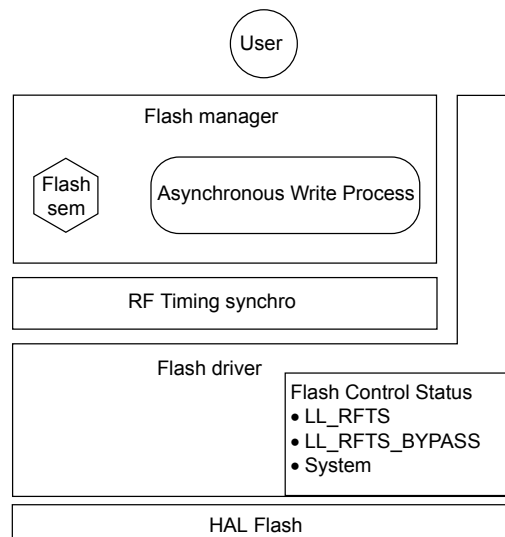 User
Flash manager
Flash
sem
Asynchronous Write Process
RF Timing synchro
Flash driver
Flash Control Status
• LL_RFTS
• LL_RFTS_BYPASS
• System
HAL Flash